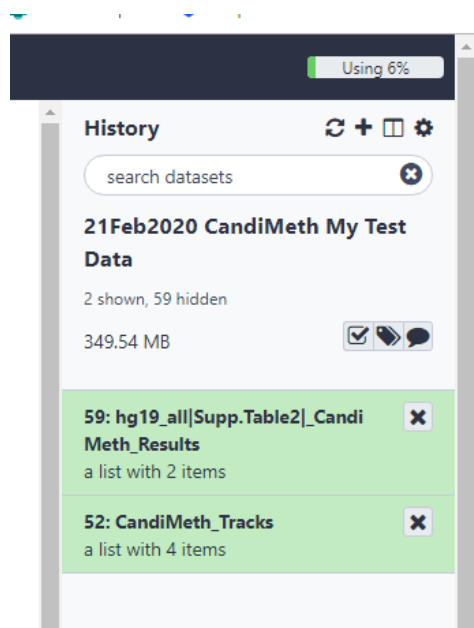 Using 6%
History
search datasets
21Feb2020 CandiMeth My Test
Data
2 shown, 59 hidden
349.54 MB
59: hg19_all|Supp.Table2|_Candi
Meth_Results
a list with 2 items
52: CandiMeth_Tracks
a list with 4 items